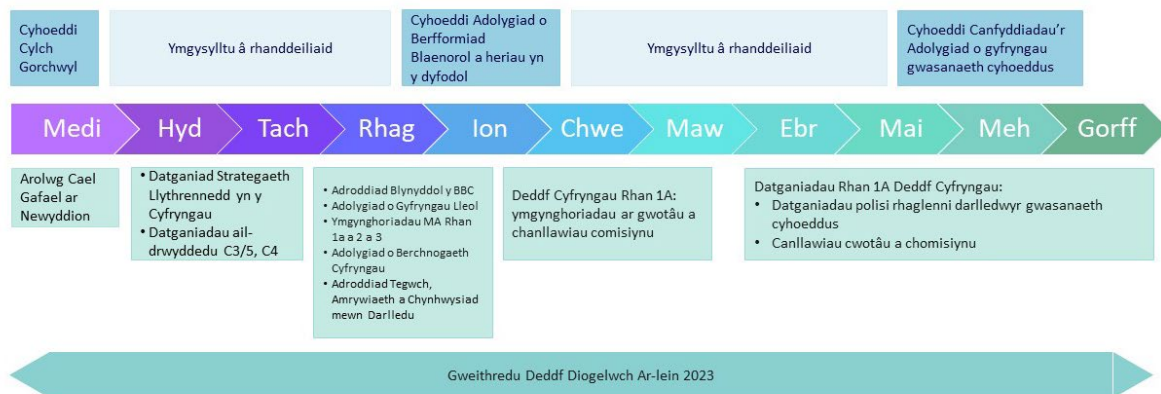 Cyhoeddi
Cylch
Gorchwyl
Ymgysylltu â rhanddeiliaid
Cyhoeddi Adolygiad o
Berfformiad
Blaenorol a heriau yn
y dyfodol
Ymgysylltu â rhanddeiliaid
Cyhoeddi Canfyddiadau'r
Adolygiad o gyfryngau
gwasanaeth cyhoeddus
Medi
Hyd
Tach
Rhag
Ion
Chwe
Maw
Ebr
Mai
Meh
Gorff
Arolwg Cael
Gafael ar
Newyddion
• Datganiad Strategaeth
Llythrennedd yn y
Cyfryngau
• Datganiadau ail-
drwyddedu C3/5, C4
• Adroddiad Blynyddol y BBC
• Adolygiad o Gyfryngau Lleol
• Ymgynghoriadau MA Rhan
1a a 2 a 3
• Adolygiad o Berchnogaeth
Cyfryngau
• Adroddiad Tegwch,
Amrywiaeth a Chynhwysiad
mewn Darlledu
Deddf Cyfryngau Rhan 1A:
ymgynghoriadau ar gwotâu a
chanllawiau comisiynu
Datganiadau Rhan 1A Deddf Cyfryngau:
• Datganiadau polisi rhaglenni darlledwyr gwasanaeth
cyhoeddus
• Canllawiau cwotâu a chomisiynu
Gweithredu Deddf Diogelwch Ar-lein 2023